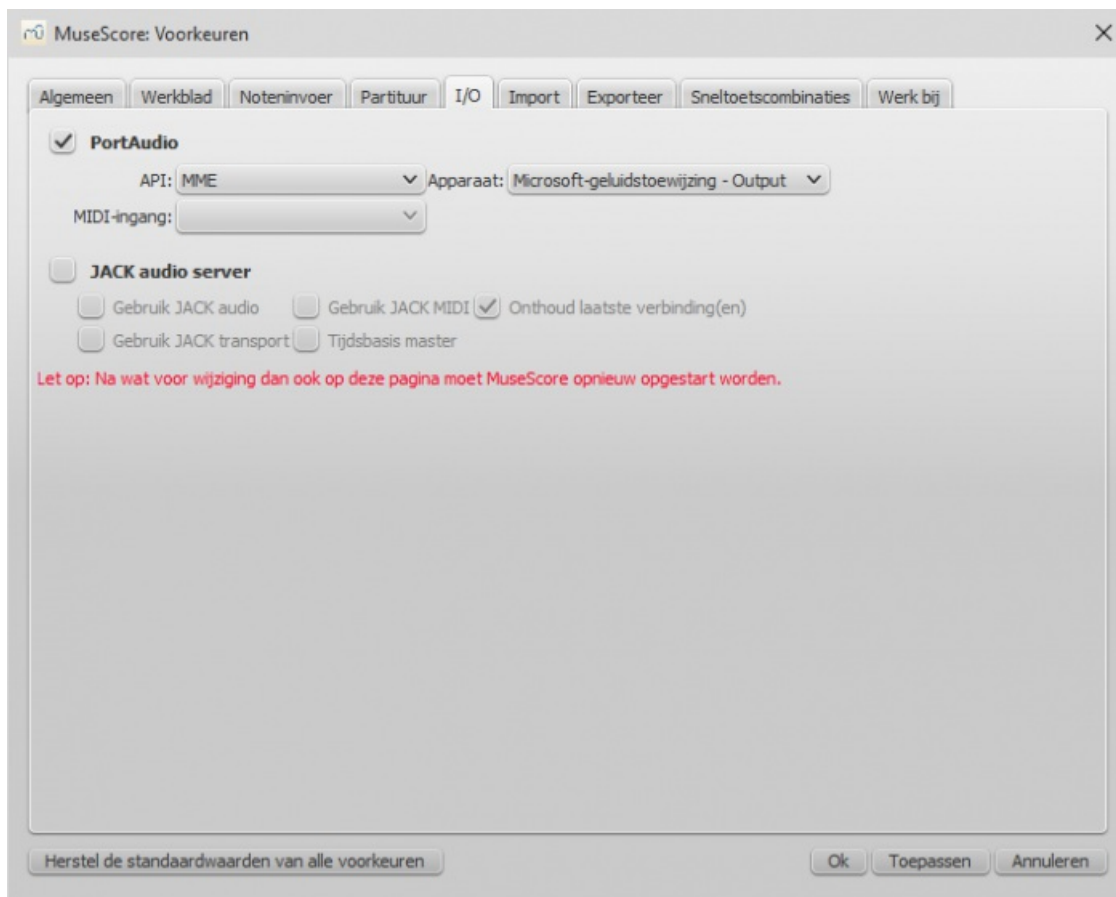 MuseScore: Voorkeuren
Algemeen Werkblad Noteninvoer Partituur I/O Import Exporteer Sneltoetscombinaties Werk bij
PortAudio
API: MME Apparaat: Microsoft-geluidstoewijzing - Output
MIDI-ingang:
JACK audio server
Gebruik JACK audio Gebruik JACK MIDI Onthoud laatste verbinding(en)
Gebruik JACK transport Tijdsbasis master
Let op: Na wat voor wijziging dan ook op deze pagina moet MuseScore opnieuw opgestart worden.
Herstel de standaardwaarden van alle voorkeuren Ok Toepassen Annuleren